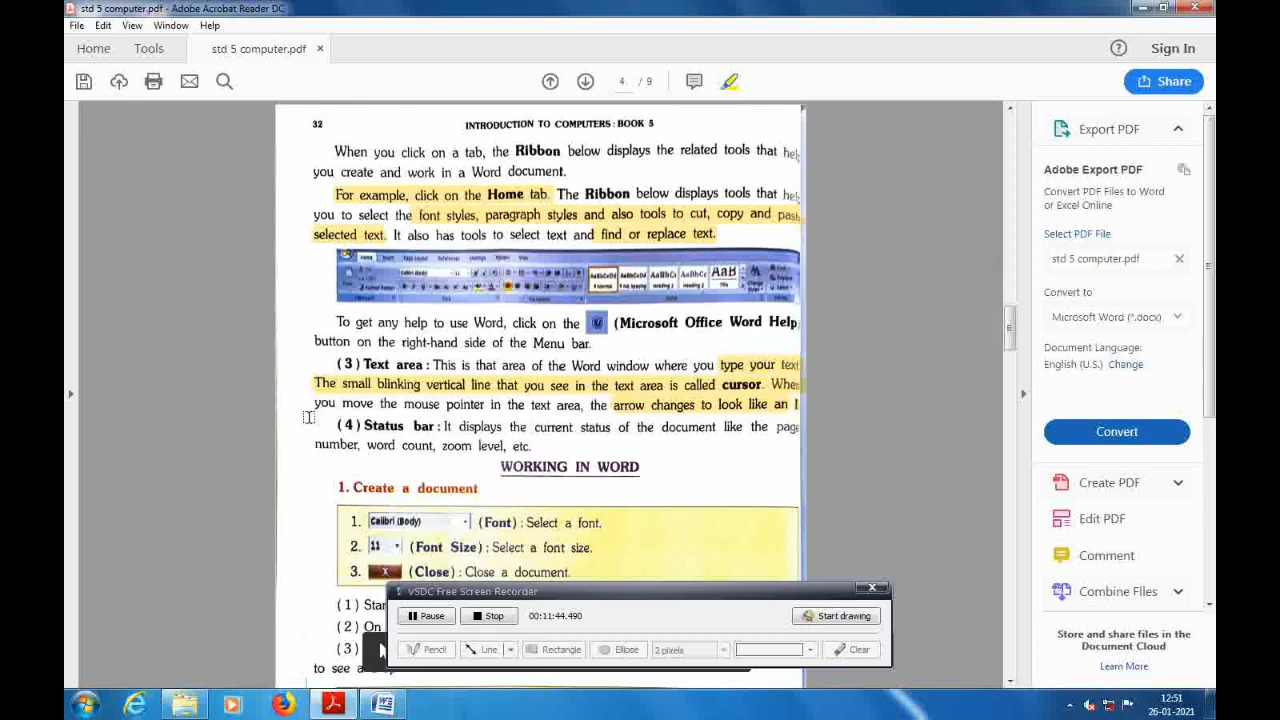 std 5 computer.pdf - Adobe Acrobat Reader DC
File Edit View Window Help
Home Tools std 5 computer.pdf × Sign In
4 / 9 Share
32 INTRODUCTION TO COMPUTERS : BOOK 5
When you click on a tab, the Ribbon below displays the related tools that help
you create and work in a Word document.
For example, click on the Home tab. The Ribbon below displays tools that help
you to select the font styles, paragraph styles and also tools to cut, copy and past
selected text. It also has tools to select text and find or replace text.
To get any help to use Word, click on the (Microsoft Office Word Help
button on the right-hand side of the Menu bar.
(3) Text area : This is that area of the Word window where you type your text
The small blinking vertical line that you see in the text area is called cursor. When
you move the mouse pointer in the text area, the arrow changes to look like an I
(4) Status bar : It displays the current status of the document like the page
number, word count, zoom level, etc.
WORKING IN WORD
1. Create a document
1. Calibri (Body) (Font) : Select a font.
2. 11 (Font Size) : Select a font size.
3. X (Close) : Close a document.
(1) Star
(2) On
(3)
to see a
VSDC Free Screen Recorder
Pause Stop 00:11:44.490 Start drawing
Pencil Line Rectangle Ellipse 2 pixels Clear
Export PDF
Adobe Export PDF
Convert PDF Files to Word
or Excel Online
Select PDF File
std 5 computer.pdf
Convert to
Microsoft Word (*.docx)
Document Language:
English (U.S.) Change
Convert
Create PDF
Edit PDF
Comment
Combine Files
Store and share files in the
Document Cloud
Learn More
12:51
26-01-2021